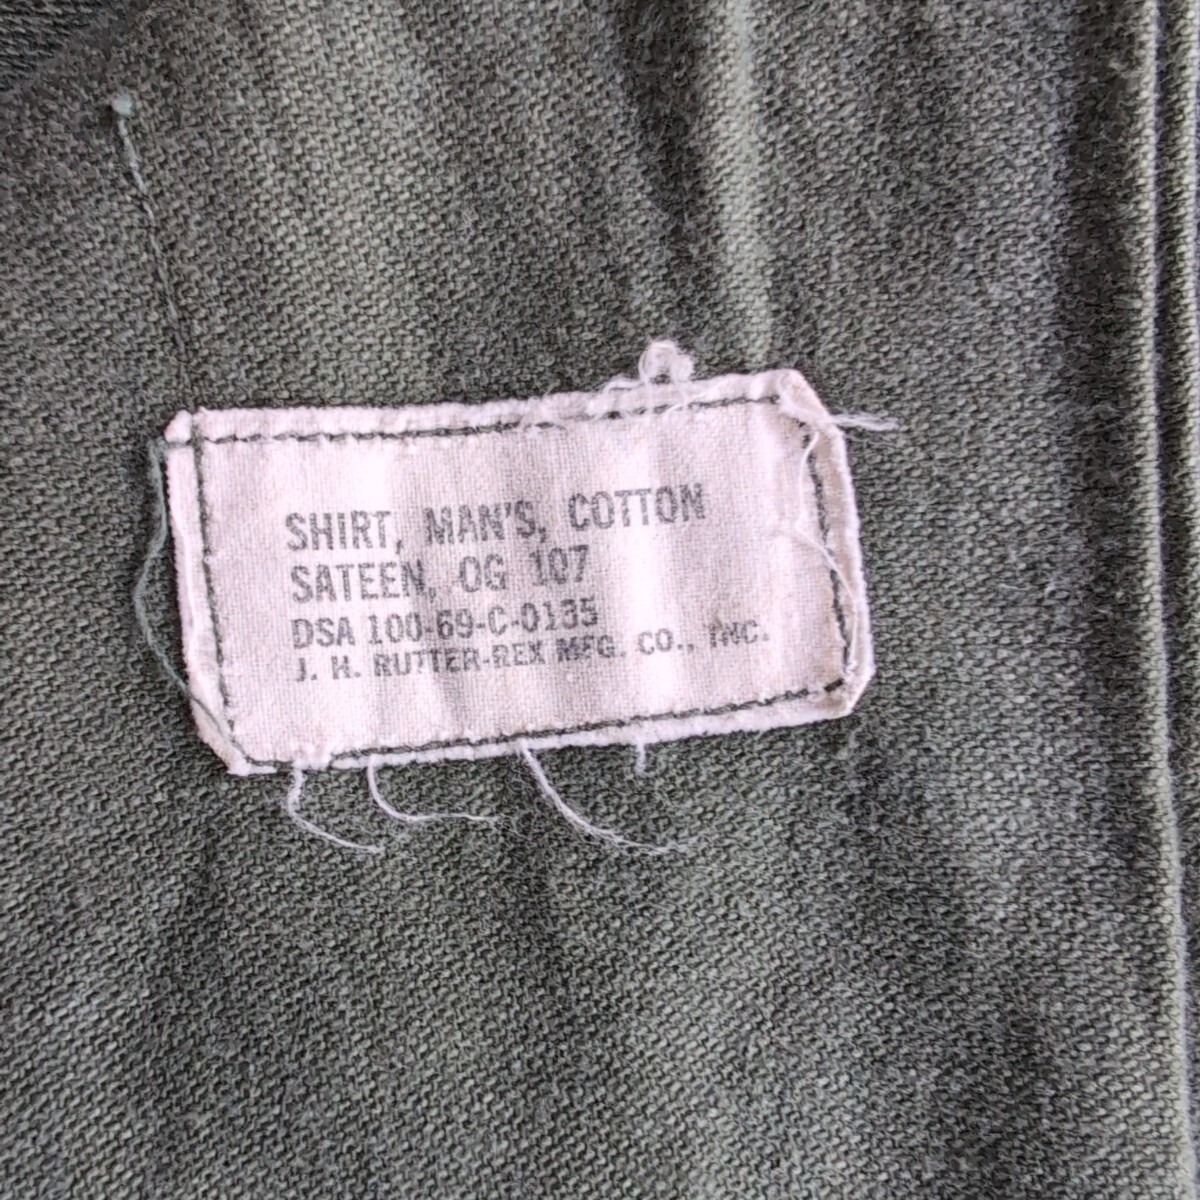 SHIRT, MAN'S, COTTON
SATEEN, OG 107
DSA 100-69-C-0135
J. H. RUTTER-REX MFG. CO., INC.